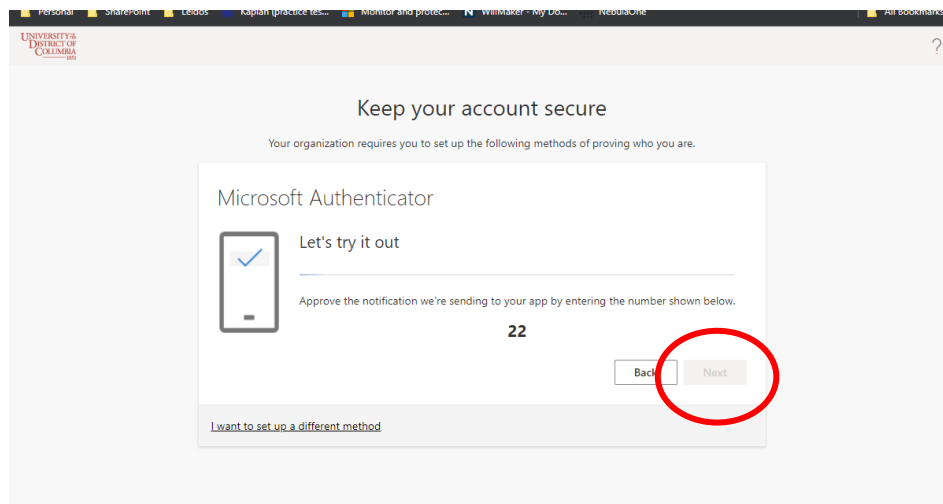 Personal SharePoint Leidos Kaplan (practice tes... Monitor and protec... N WillMaker - My Do... NebulaOne All Bookmarks
UNIVERSITY of the
DISTRICT OF
COLUMBIA
1851
?
Keep your account secure
Your organization requires you to set up the following methods of proving who you are.
Microsoft Authenticator
Let's try it out
Approve the notification we're sending to your app by entering the number shown below.
22
Back Next
I want to set up a different method